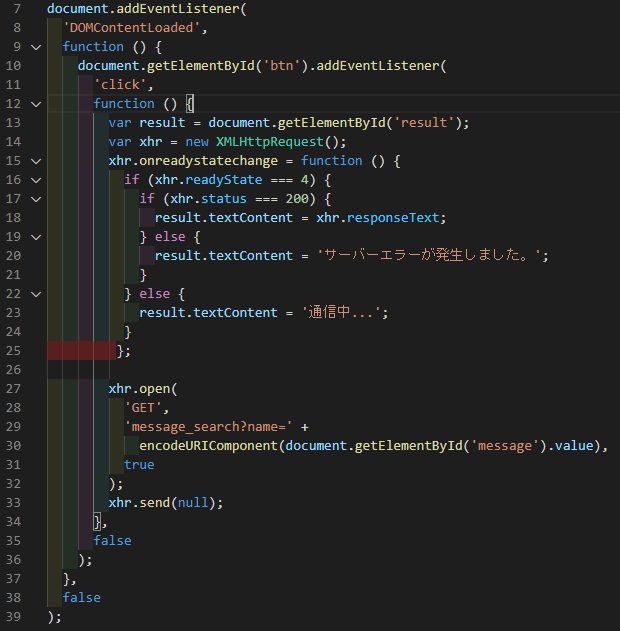 7 document.addEventListener(
8   'DOMContentLoaded',
9   function () {
10     document.getElementById('btn').addEventListener(
11       'click',
12       function () {
13         var result = document.getElementById('result');
14         var xhr = new XMLHttpRequest();
15         xhr.onreadystatechange = function () {
16           if (xhr.readyState === 4) {
17             if (xhr.status === 200) {
18               result.textContent = xhr.responseText;
19             } else {
20               result.textContent = 'サーバーエラーが発生しました。';
21             }
22           } else {
23             result.textContent = '通信中...';
24           }
25          };
26
27         xhr.open(
28           'GET',
29           'message_search?name=' +
30             encodeURIComponent(document.getElementById('message').value),
31           true
32         );
33         xhr.send(null);
34       },
35       false
36     );
37   },
38   false
39 );